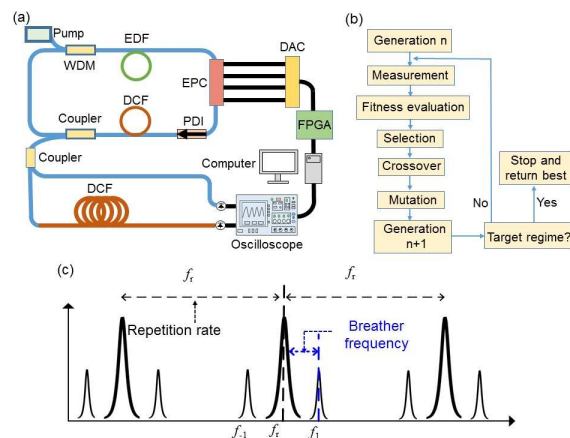 (a)
Pump
WDM
EDF
EPC
DAC
FPGA
Coupler
DCF
PDI
Coupler
Computer
DCF
Oscilloscope
(b)
Generation n
Measurement
Fitness evaluation
Selection
Crossover
Mutation
Generation
n+1
Target regime?
No
Yes
Stop and
return best
(c)
fr
fr
Repetition rate
Breather
frequency
f-1
fr
f1